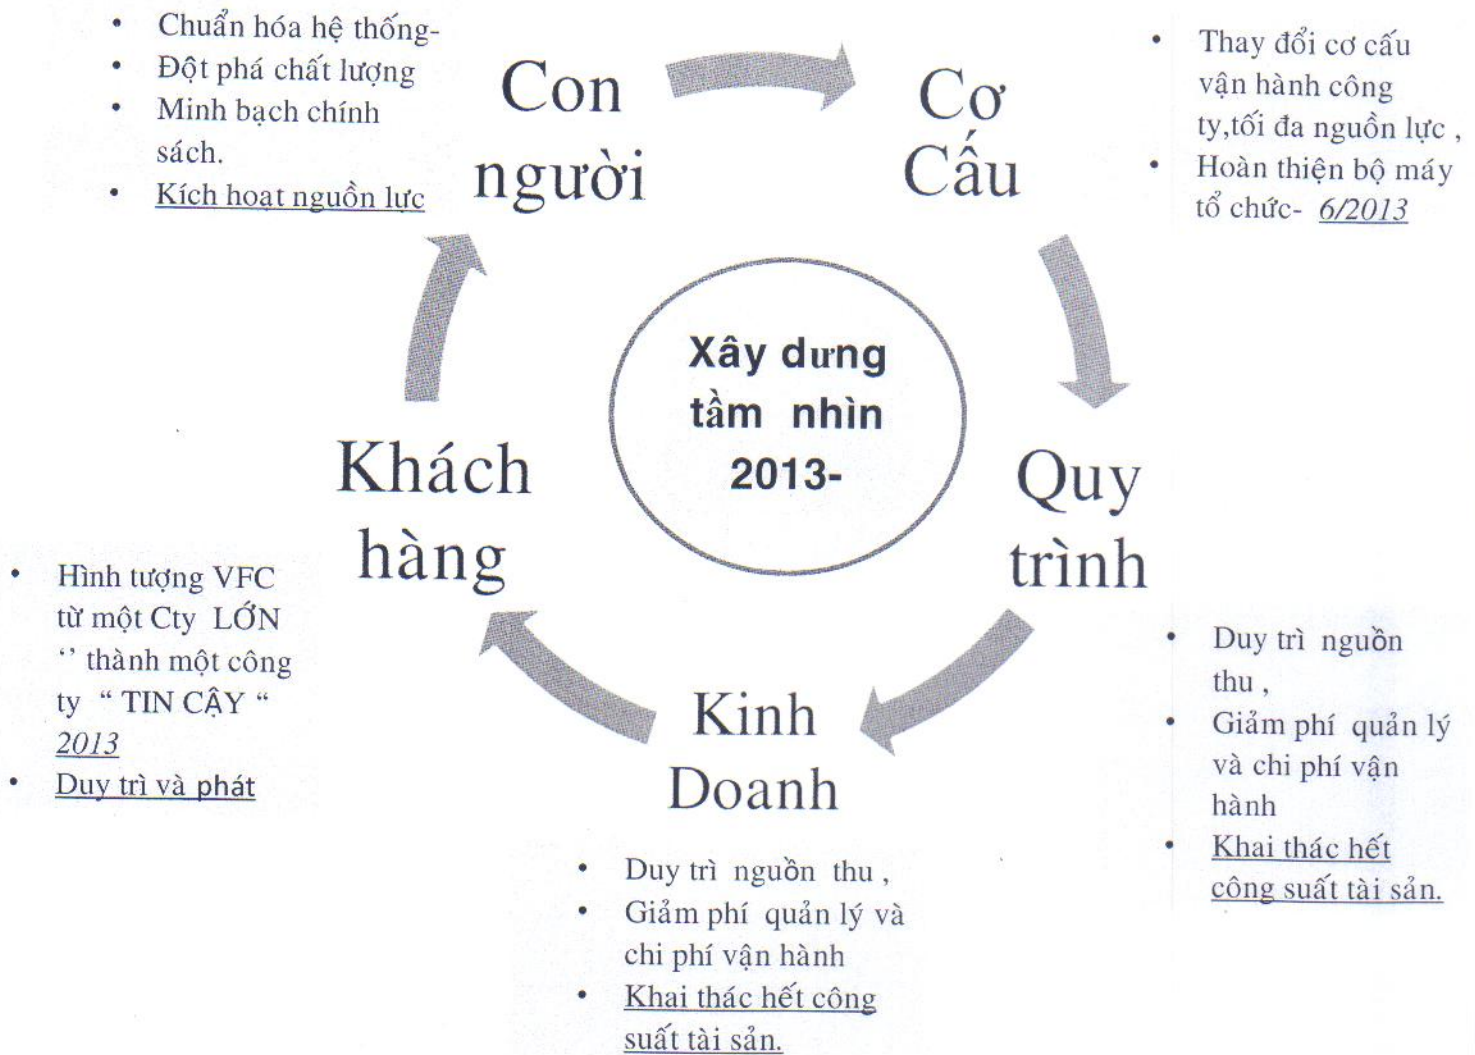 Chuẩn hóa hệ thống-
Đột phá chất lượng
Minh bạch chính
sách.
Kích hoạt nguồn lực
Con
người
Cơ
Cấu
Thay đổi cơ cấu
vận hành công
ty,tối đa nguồn lực ,
Hoàn thiện bộ máy
tổ chức- 6/2013
Xây dưng
tầm nhìn
2013-
Quy
trình
Duy trì nguồn
thu ,
Giảm phí quản lý
và chi phí vận
hành
Khai thác hết
công suất tài sản.
Kinh
Doanh
Duy trì nguồn thu ,
Giảm phí quản lý và
chi phí vận hành
Khai thác hết công
suất tài sản.
Khách
hàng
Hình tượng VFC
từ một Cty LỚN
‘’ thành một công
ty “ TIN CẬY “
2013
Duy trì và phát